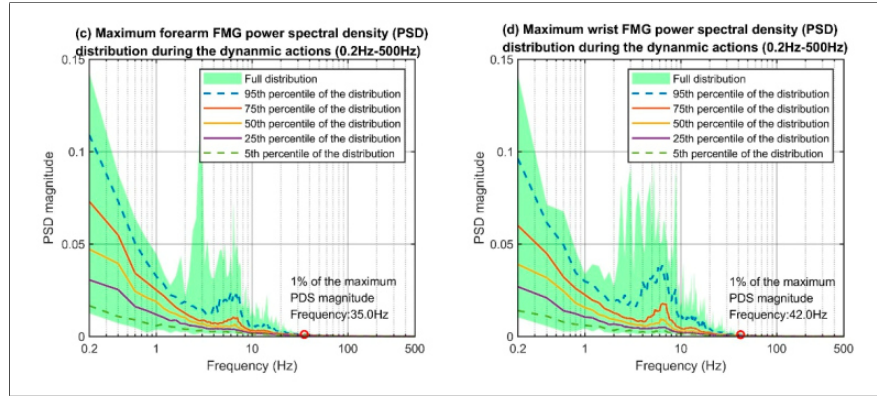 (c) Maximum forearm FMG power spectral density (PSD)
distribution during the dynanmic actions (0.2Hz-500Hz)
0.15
0.1
0.05
0
PSD magnitude
Full distribution
95th percentile of the distribution
75th percentile of the distribution
50th percentile of the distribution
25th percentile of the distribution
5th percentile of the distribution
1% of the maximum
PDS magnitude
Frequency:35.0Hz
0.2 1 10 100 500
Frequency (Hz)
(d) Maximum wrist FMG power spectral density (PSD)
distribution during the dynanmic actions (0.2Hz-500Hz)
0.15
0.1
0.05
0
PSD magnitude
Full distribution
95th percentile of the distribution
75th percentile of the distribution
50th percentile of the distribution
25th percentile of the distribution
5th percentile of the distribution
1% of the maximum
PDS magnitude
Frequency:42.0Hz
0.2 1 10 100 500
Frequency (Hz)